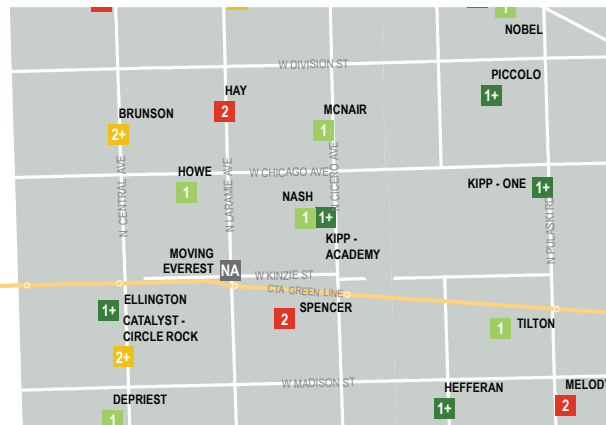 1
NOBEL
W DIVISION ST
PICCOLO
1+
HAY
2
BRUNSON
2+
MCNAIR
1
N CENTRAL AVE
N LARAMIE AVE
N CICERO AVE
W CHICAGO AVE
HOWE
1
KIPP - ONE
1+
N PULASKI RD
NASH
1
1+
KIPP -
ACADEMY
MOVING
EVEREST
NA
W KINZIE ST
CTA GREEN LINE
1+
ELLINGTON
CATALYST -
CIRCLE ROCK
2+
2
SPENCER
1
TILTON
W MADISON ST
HEFFERAN
1+
MELODY
2
DEPRIEST
1